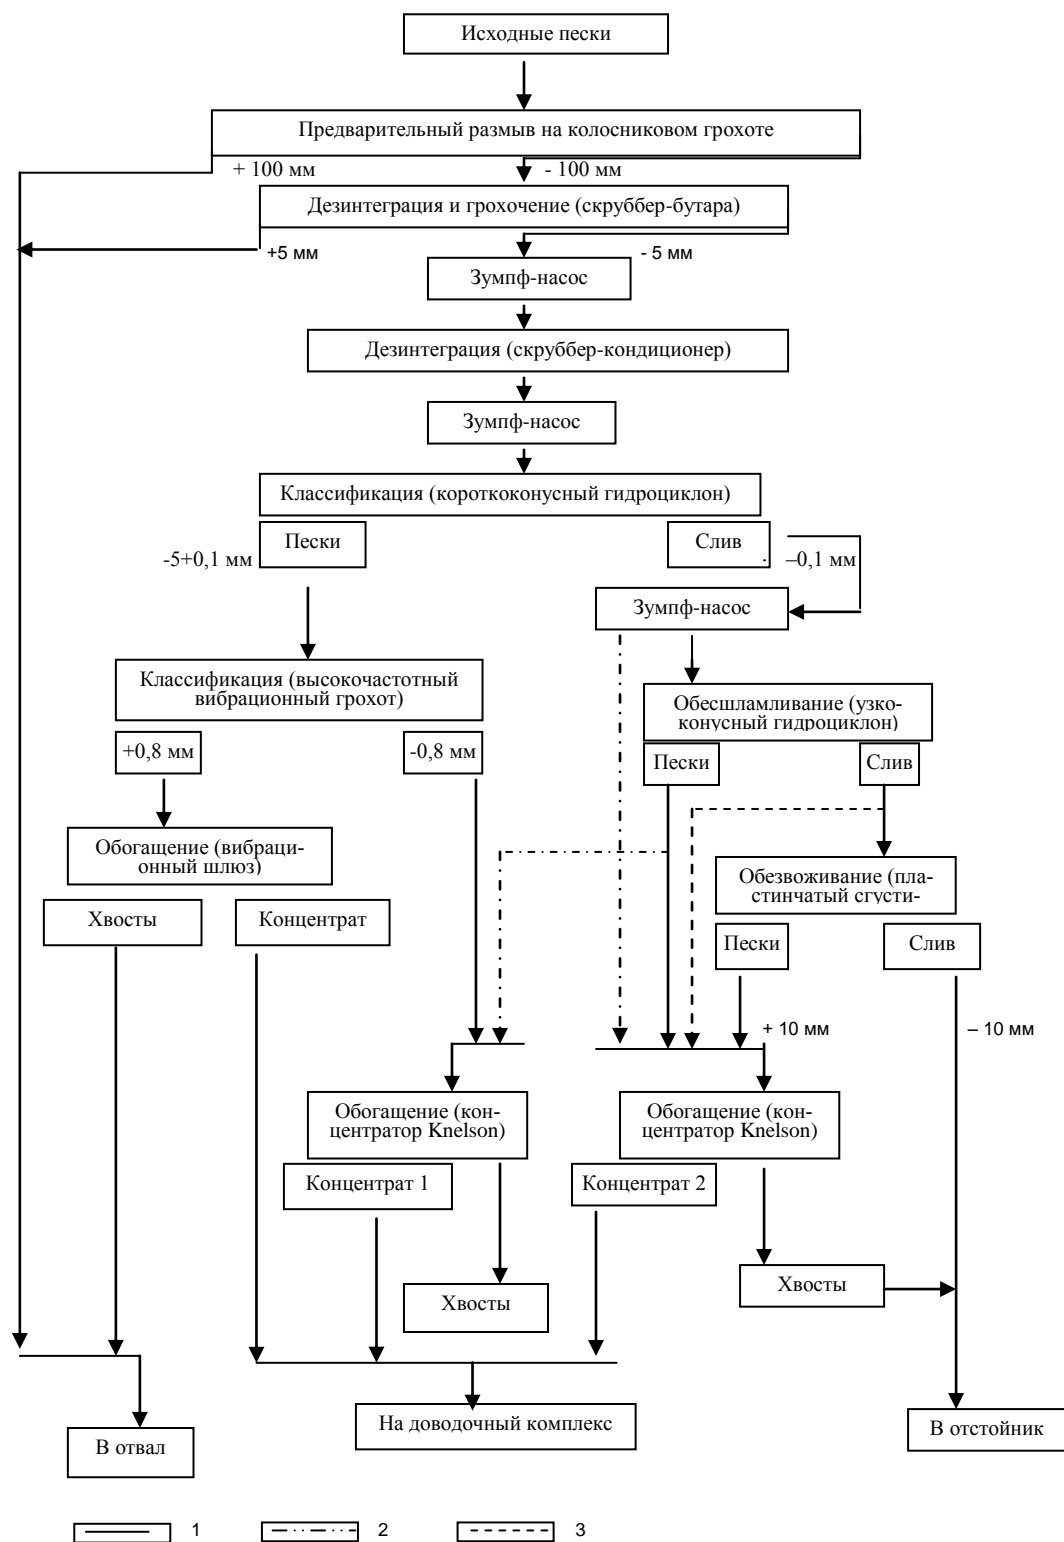 Исходные пески
Предварительный размыв на колосниковом грохоте
+ 100 мм
- 100 мм
Дезинтеграция и грохочение (скруббер-бутара)
+5 мм
- 5 мм
Зумпф-насос
Дезинтеграция (скруббер-кондиционер)
Зумпф-насос
Классификация (короткоконусный гидроциклон)
Пески
Слив
-5+0,1 мм
–0,1 мм
Зумпф-насос
Классификация (высокочастотный
вибрационный грохот)
Обесшламливание (узко-
конусный гидроциклон)
+0,8 мм
-0,8 мм
Пески
Слив
Обогащение (вибраци-
онный шлюз)
Обезвоживание (пла-
стинчатый сгусти-
Хвосты
Концентрат
Пески
Слив
+ 10 мм
– 10 мм
Обогащение (кон-
центратор Knelson)
Обогащение (кон-
центратор Knelson)
Концентрат 1
Концентрат 2
Хвосты
Хвосты
На доводочный комплекс
В отвал
В отстойник
1
2
3